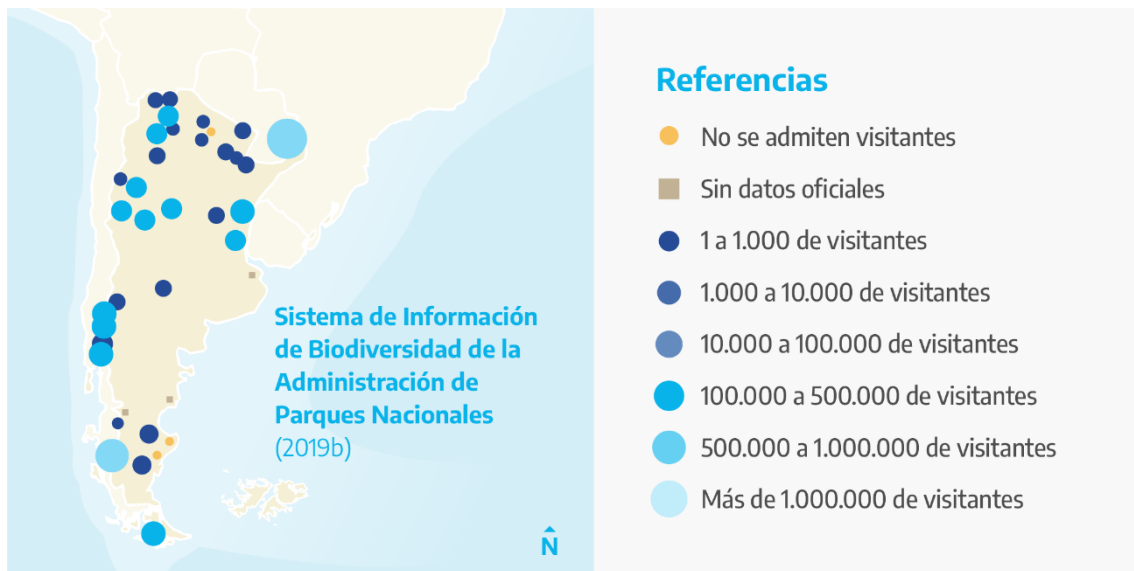 Sistema de Información
de Biodiversidad de la
Administración de
Parques Nacionales
(2019b)
N
Referencias
No se admiten visitantes
Sin datos oficiales
1 a 1.000 de visitantes
1.000 a 10.000 de visitantes
10.000 a 100.000 de visitantes
100.000 a 500.000 de visitantes
500.000 a 1.000.000 de visitantes
Más de 1.000.000 de visitantes